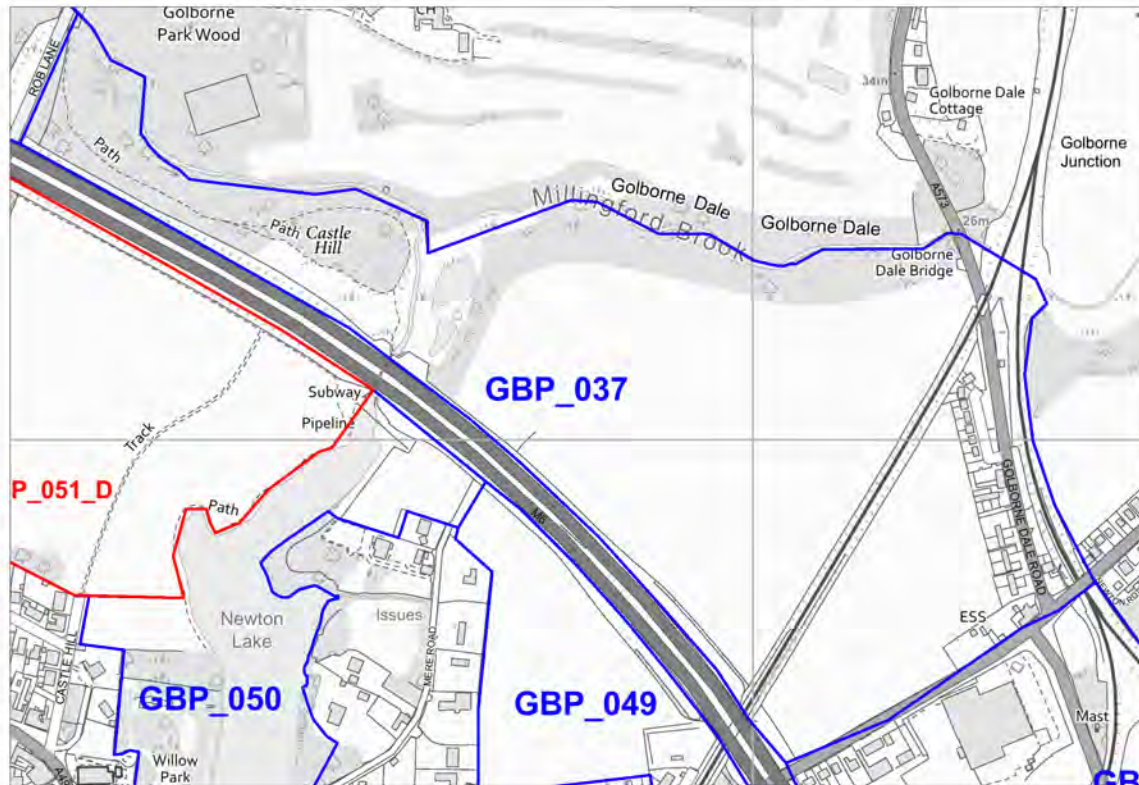 Golborne
Park Wood
CH
ROB LANE
34m
Golborne Dale
Cottage
Golborne
Junction
Path
Golborne Dale
Millingford Brook
Golborne Dale
A573
26m
Path
Castle
Hill
Golborne
Dale Bridge
Subway
GBP_037
Pipeline
Track
P_051_D
Path
M6
GOLBORNE DALE ROAD
Newton
Lake
Issues
ESS
CASTLE HILL
MERE ROAD
GBP_050
GBP_049
Mast
Willow
Park
GB